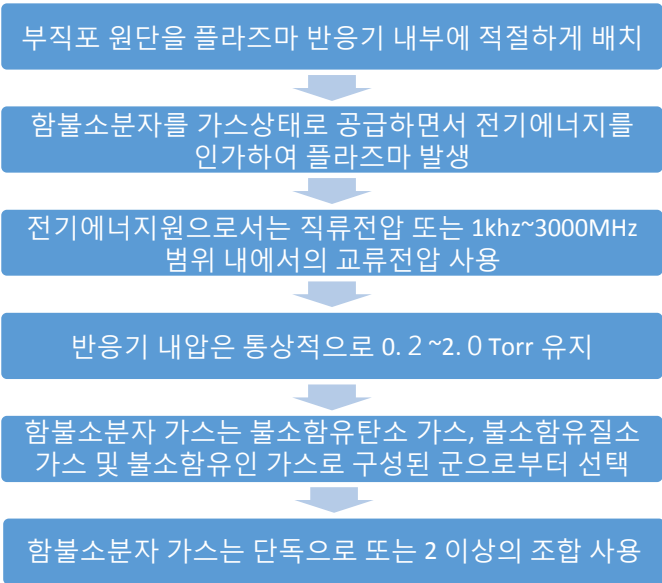 부직포 원단을 플라즈마 반응기 내부에 적절하게 배치
함불소분자를 가스상태로 공급하면서 전기에너지를
인가하여 플라즈마 발생
전기에너지원으로서는 직류전압 또는 1khz~3000MHz
범위 내에서의 교류전압 사용
반응기 내압은 통상적으로 0.２~2.０Torr 유지
함불소분자 가스는 불소함유탄소 가스, 불소함유질소
가스 및 불소함유인 가스로 구성된 군으로부터 선택
함불소분자 가스는 단독으로 또는 2 이상의 조합 사용